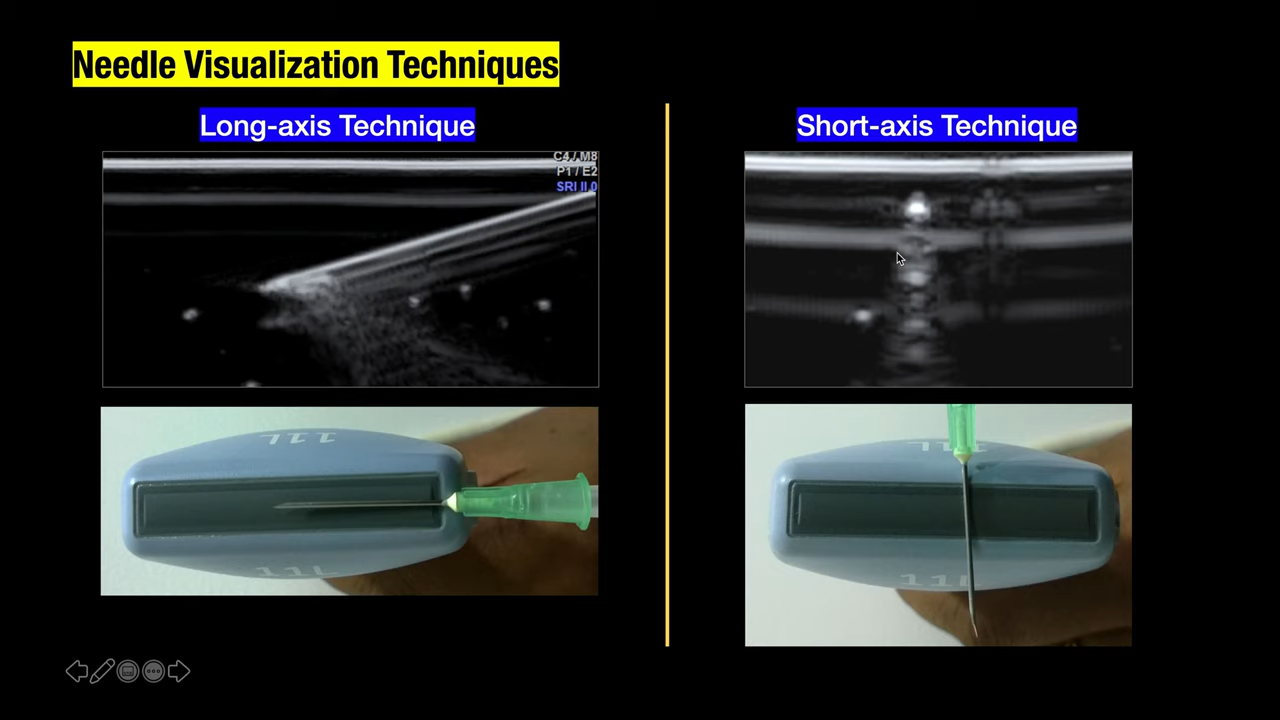 Needle Visualization Techniques
Long-axis Technique
Short-axis Technique
C4 / M8
P1 / E2
SRI II 0
11L
11L
11L
11L